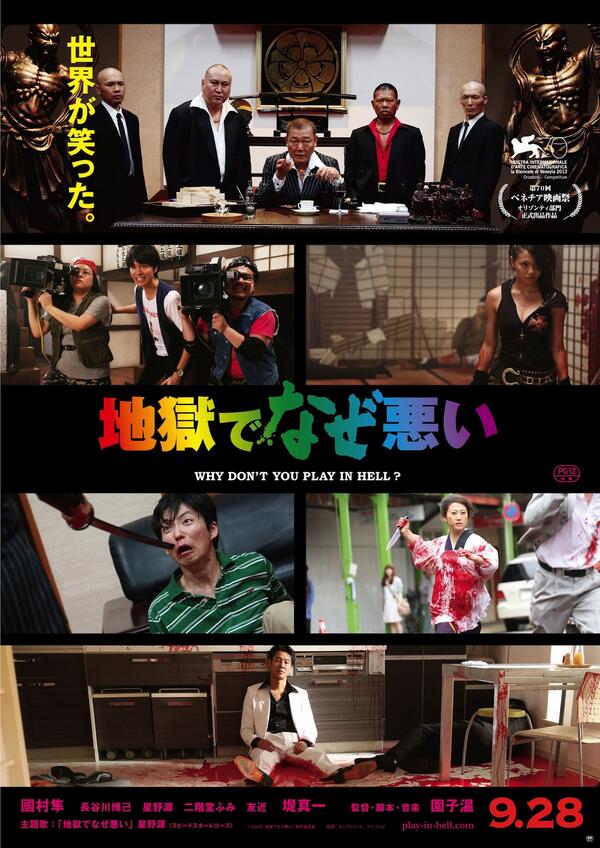 世界が笑った。
70
MOSTRA INTERNAZIONALE
D'ARTE CINEMATOGRAFICA
la Biennale di Venezia 2013
Orizzonti - Competition
第70回
ベネチア映画祭
オリゾンティ部門
正式出品作品
地獄でなぜ悪い
WHY DON'T YOU PLAY IN HELL ?
PG12
國村隼 長谷川博己 星野源 二階堂ふみ 友近 堤真一 監督・脚本・音楽 園子温
主題歌:「地獄でなぜ悪い」星野源(スピードスターレコーズ)
play-in-hell.com
9.28